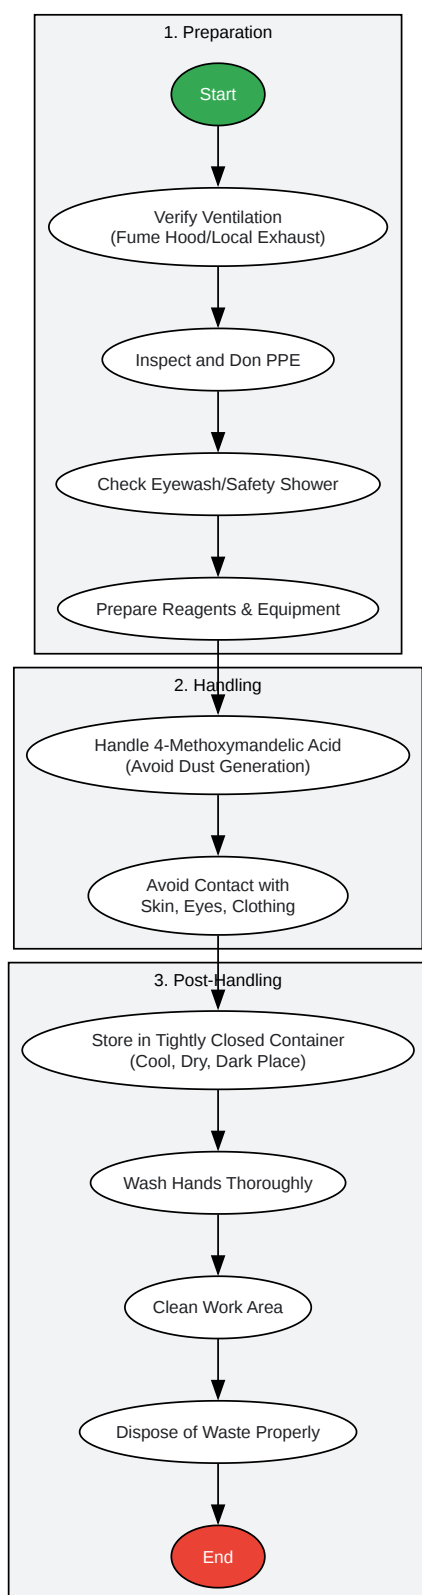 1. Preparation
Start
Verify Ventilation
(Fume Hood/Local Exhaust)
Inspect and Don PPE
Check Eyewash/Safety Shower
Prepare Reagents & Equipment
2. Handling
Handle 4-Methoxymandelic Acid
(Avoid Dust Generation)
Avoid Contact with
Skin, Eyes, Clothing
3. Post-Handling
Store in Tightly Closed Container
(Cool, Dry, Dark Place)
Wash Hands Thoroughly
Clean Work Area
Dispose of Waste Properly
End